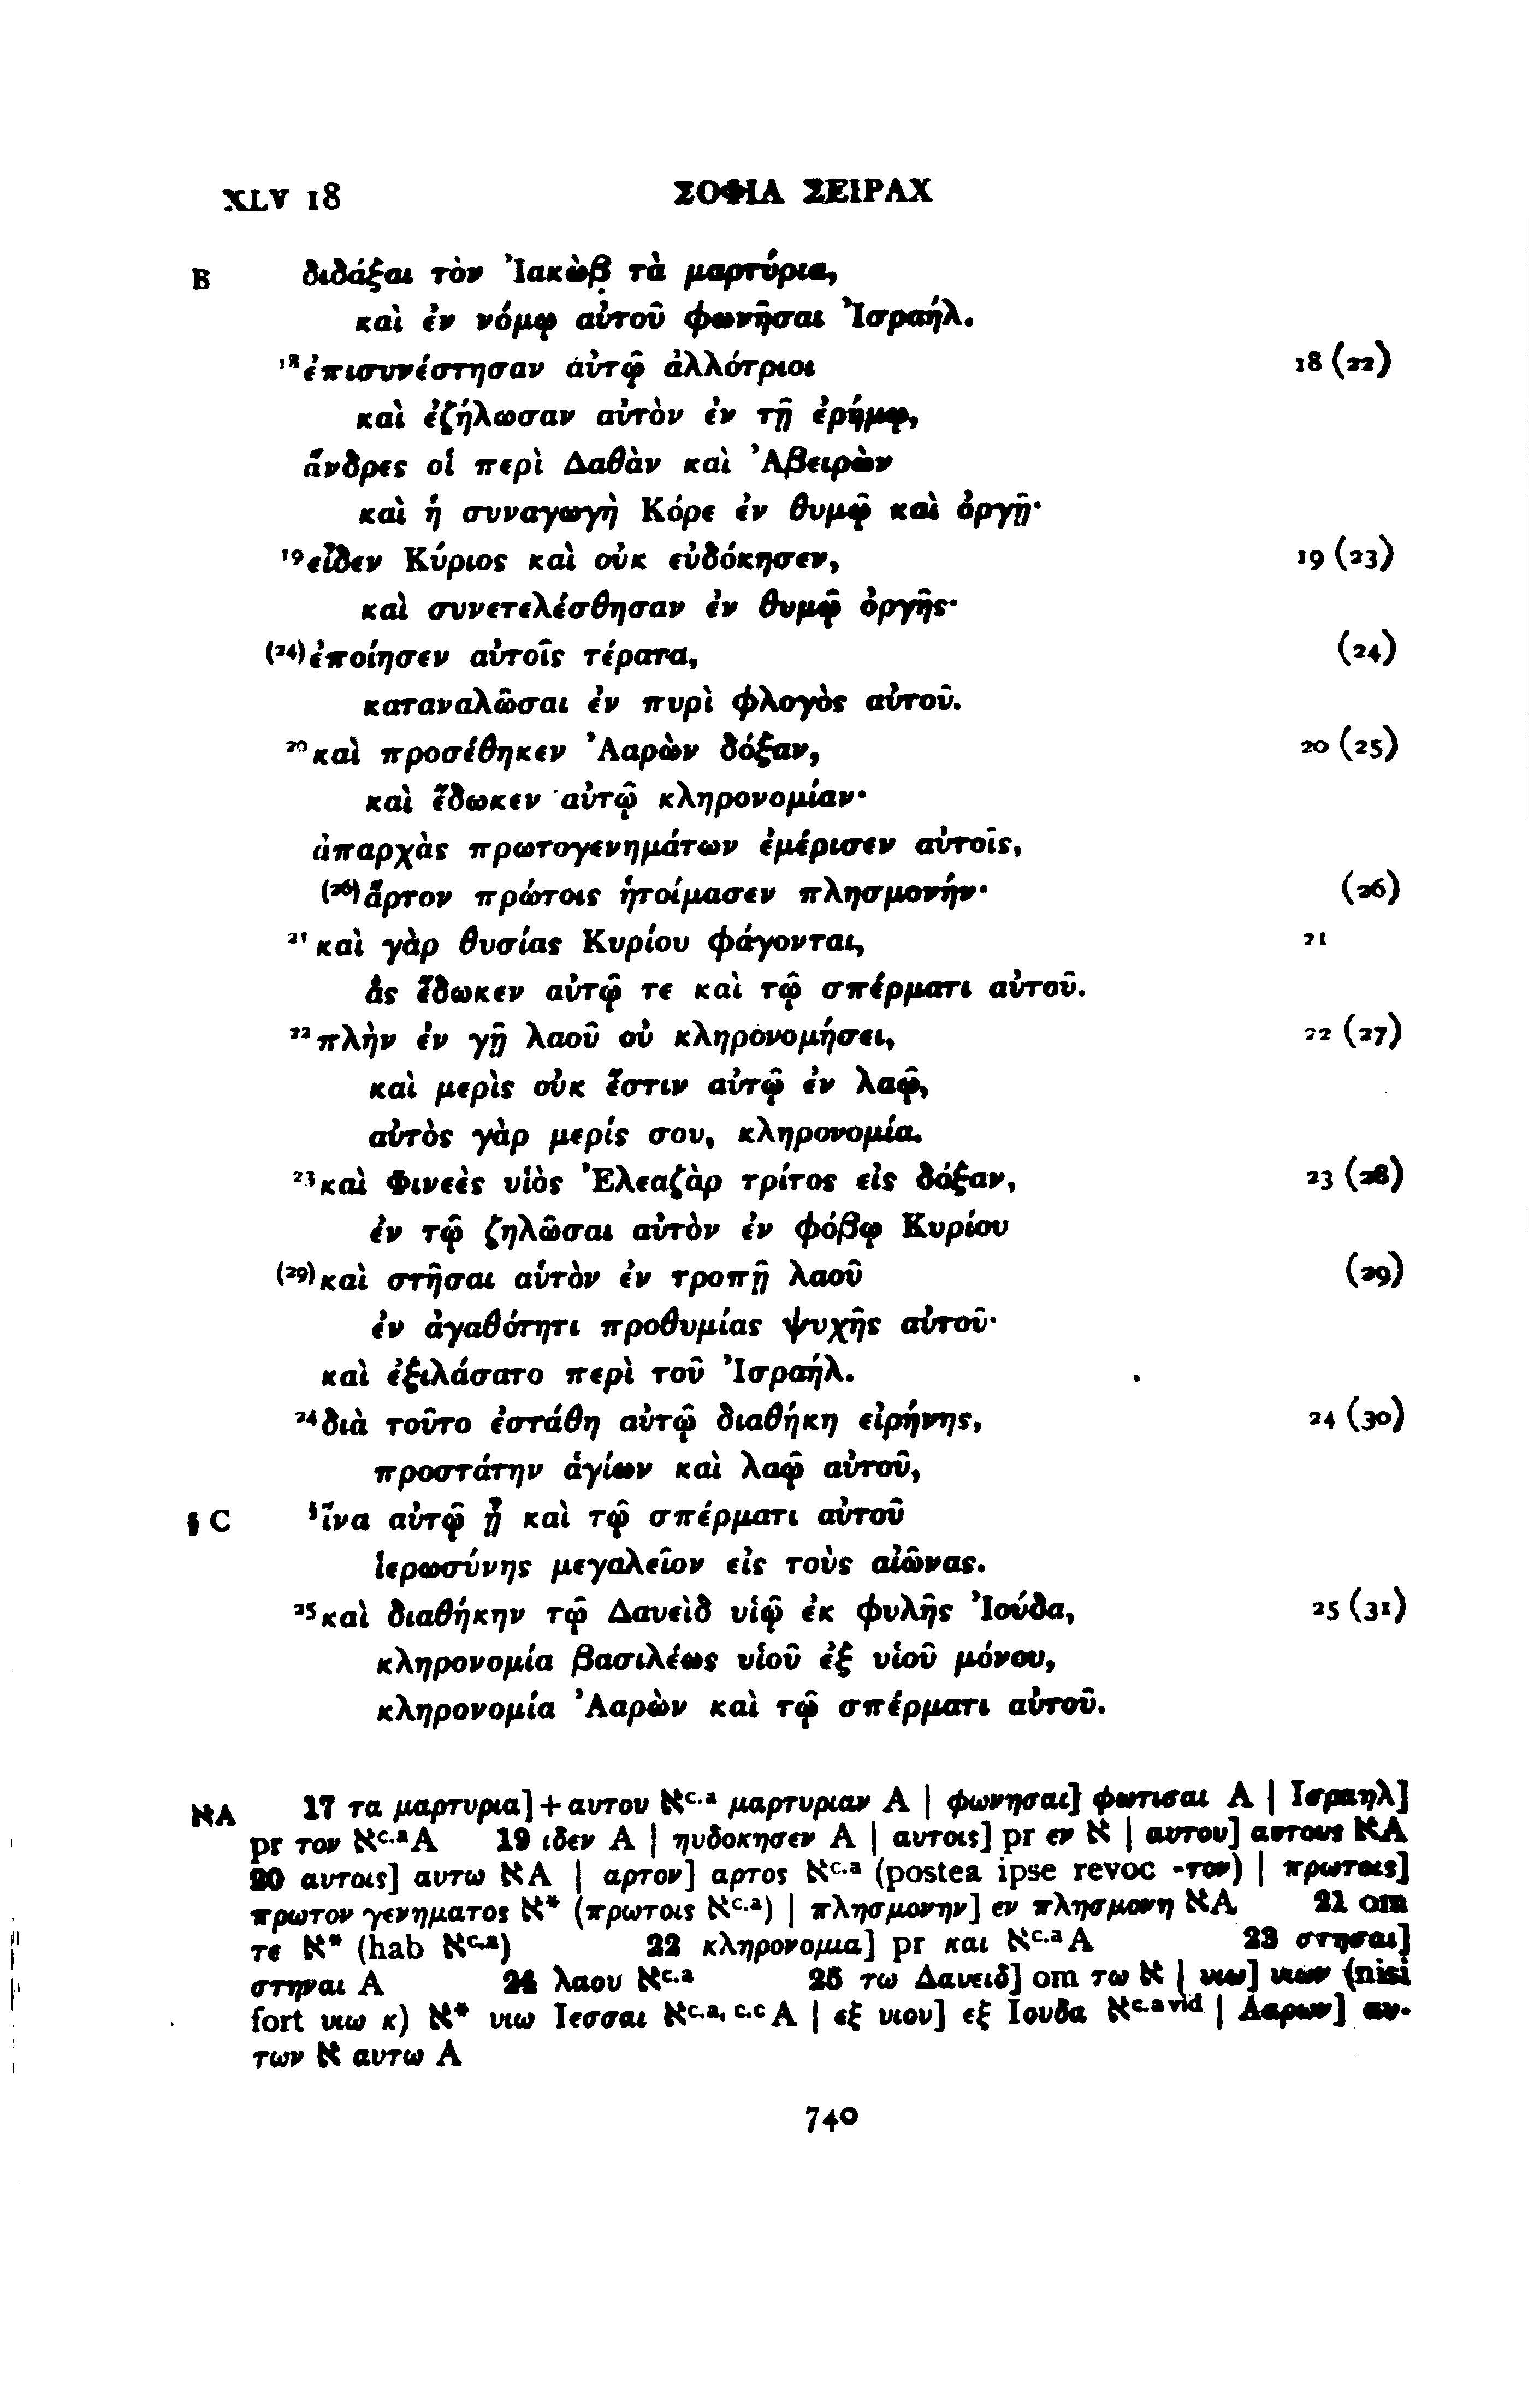 XLV 18 ΣΟΦΙΑ ΣΕΙΡΑΧ
B διδάξαι τὸν Ἰακὼβ τὰ μαρτύρια,
καὶ ἐν νόμῳ αὐτοῦ φωνῆσαι Ἰσραήλ.
¹⁸ἐπισυνέστησαν αὐτῷ ἀλλότριοι 18 (22)
καὶ ἐζήλωσαν αὐτὸν ἐν τῇ ἐρήμῳ,
ἄνδρες οἱ περὶ Δαθὰν καὶ Ἀβειρὼν
καὶ ἡ συναγωγὴ Κόρε ἐν θυμῷ καὶ ὀργῇ·
¹⁹εἶδεν Κύριος καὶ οὐκ εὐδόκησεν, 19 (23)
καὶ συνετελέσθησαν ἐν θυμῷ ὀργῆς·
(24)ἐποίησεν αὐτοῖς τέρατα, (24)
καταναλῶσαι ἐν πυρὶ φλογὸς αὐτοῦ.
²⁰καὶ προσέθηκεν Ἀαρὼν δόξαν, 20 (25)
καὶ ἔδωκεν αὐτῷ κληρονομίαν·
ἀπαρχὰς πρωτογενημάτων ἐμέρισεν αὐτοῖς,
(26)ἄρτον πρώτοις ἡτοίμασεν πλησμονήν· (26)
²¹καὶ γὰρ θυσίας Κυρίου φάγονται, 21
ἃς ἔδωκεν αὐτῷ τε καὶ τῷ σπέρματι αὐτοῦ.
²²πλὴν ἐν γῇ λαοῦ οὐ κληρονομήσει, 22 (27)
καὶ μερὶς οὐκ ἔστιν αὐτῷ ἐν λαῷ,
αὐτὸς γὰρ μερίς σου, κληρονομία.
²³καὶ Φινεὲς υἱὸς Ἐλεαζὰρ τρίτος εἰς δόξαν, 23 (28)
ἐν τῷ ζηλῶσαι αὐτὸν ἐν φόβῳ Κυρίου
(29)καὶ στῆσαι αὐτὸν ἐν τροπῇ λαοῦ (29)
ἐν ἀγαθότητι προθυμίας ψυχῆς αὐτοῦ·
καὶ ἐξιλάσατο περὶ τοῦ Ἰσραήλ.
²⁴διὰ τοῦτο ἐστάθη αὐτῷ διαθήκη εἰρήνης, 24 (30)
προστάτην ἁγίων καὶ λαῷ αὐτοῦ,
§ C §ἵνα αὐτῷ ᾖ καὶ τῷ σπέρματι αὐτοῦ
ἱερωσύνης μεγαλεῖον εἰς τοὺς αἰῶνας.
²⁵καὶ διαθήκην τῷ Δαυεὶδ υἱῷ ἐκ φυλῆς Ἰούδα, 25 (31)
κληρονομία βασιλέως υἱοῦ ἐξ υἱοῦ μόνου,
κληρονομία Ἀαρὼν καὶ τῷ σπέρματι αὐτοῦ.
אA 17 τα μαρτυρια] + αυτου א^c.a μαρτυριαν A | φωνησαι] φωτισαι A | Ισραηλ]
pr τον א^c.a A 19 ιδεν A | ηυδοκησεν A | αυτοις] pr εν א | αυτου] αυτους אA
20 αυτοις] αυτω אA | αρτον] αρτος א^c.a (postea ipse revoc -τον) | πρωτοις]
πρωτον γενηματος א* (πρωτοις א^c.a) | πλησμονην] εν πλησμονη אA 21 om
τε א* (hab א^c.a) 22 κληρονομια] pr και א^c.a A 23 στησαι]
στηναι A 24 λαου א^c.a 25 τω Δαυειδ] om τω א | υιω] υιων (nisi
fort υιω κ) א* υιω Ιεσσαι א^c.a, c.c A | εξ υιου] εξ Ιουδα א^c.a vid | Ααρων] αυ-
των א αυτω A
740